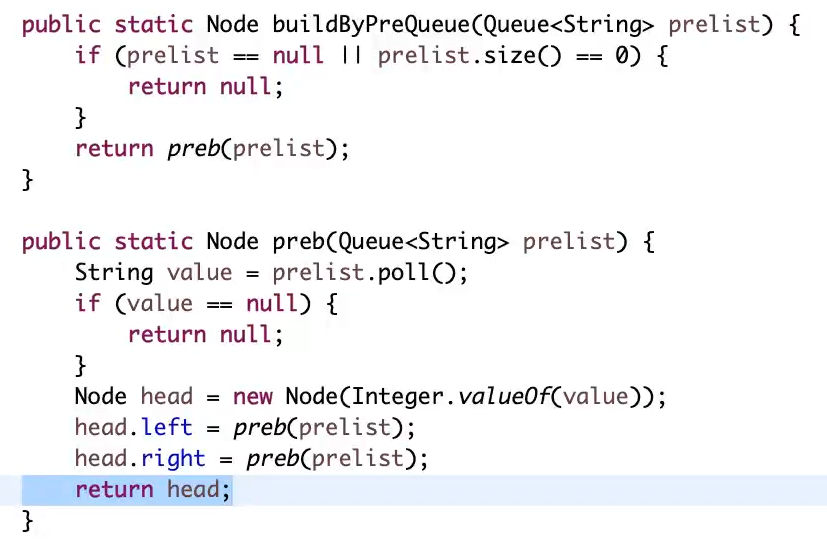 public static Node buildByPreQueue(Queue<String> prelist) {
    if (prelist == null || prelist.size() == 0) {
        return null;
    }
    return preb(prelist);
}

public static Node preb(Queue<String> prelist) {
    String value = prelist.poll();
    if (value == null) {
        return null;
    }
    Node head = new Node(Integer.valueOf(value));
    head.left = preb(prelist);
    head.right = preb(prelist);
    return head;
}